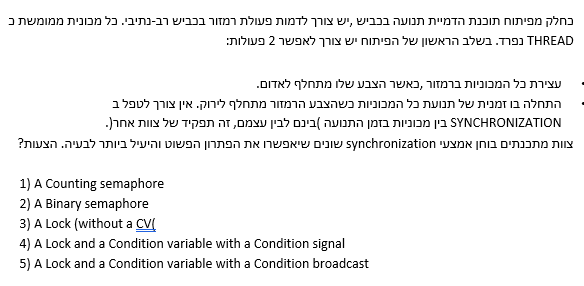 כחלק מפיתוח תוכנת הדמיית תנועה בכביש ,יש צורך לדמות פעולת רמזור בכביש רב-נתיבי. כל מכונית ממומשת כ
THREAD נפרד. בשלב הראשון של הפיתוח יש צורך לאפשר 2 פעולות:
עצירת כל המכוניות ברמזור ,כאשר הצבע שלו מתחלף לאדום.
התחלה בו זמנית של תנועת כל המכוניות כשהצבע הרמזור מתחלף לירוק. אין צורך לטפל ב
SYNCHRONIZATION בין מכוניות בזמן התנועה )בינם לבין עצמם, זה תפקיד של צוות אחר(.
צוות מתכנתים בוחן אמצעי synchronization שונים שיאפשרו את הפתרון הפשוט והיעיל ביותר לבעיה. הצעות?
1) A Counting semaphore
2) A Binary semaphore
3) A Lock (without a CV(
4) A Lock and a Condition variable with a Condition signal
5) A Lock and a Condition variable with a Condition broadcast